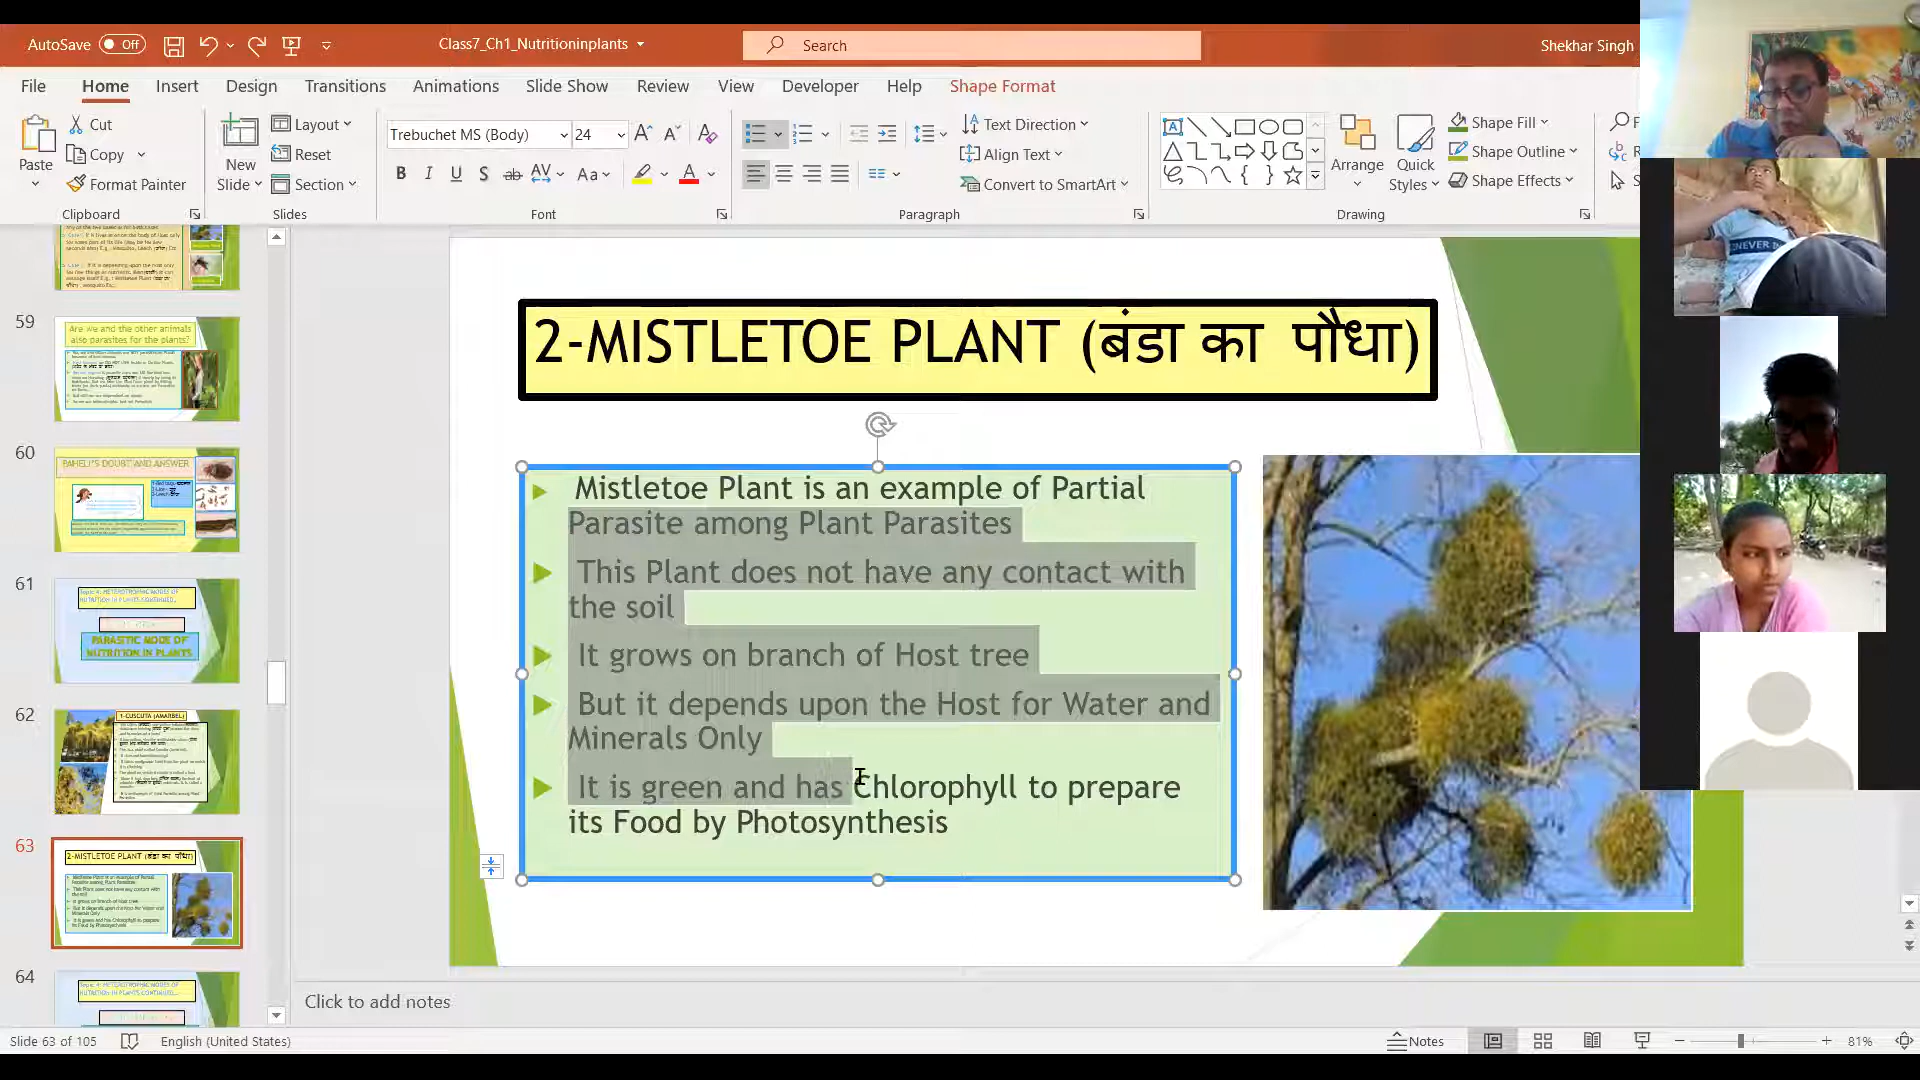 AutoSave Off
Class7_Ch1_Nutritioninplants
Search
Shekhar Singh
File Home Insert Design Transitions Animations Slide Show Review View Developer Help Shape Format
Paste
Cut
Copy
Format Painter
Clipboard
New
Slide
Layout
Reset
Section
Slides
Trebuchet MS (Body) 24
B I U S ab AV Aa A
Font
Text Direction
Align Text
Convert to SmartArt
Paragraph
Arrange
Quick
Styles
Shape Fill
Shape Outline
Shape Effects
Drawing
59
Are we and the other animals
also parasites for the plants?
60
PAHELI'S DOUBT AND ANSWER
61
PARASITIC MODE OF
NUTRITION IN PLANTS
62
1-CUSCUTA (AMARBEL)
63
2-MISTLETOE PLANT (बंडा का पौधा)
64
2-MISTLETOE PLANT (बंडा का पौधा)
Mistletoe Plant is an example of Partial
Parasite among Plant Parasites
This Plant does not have any contact with
the soil
It grows on branch of Host tree
But it depends upon the Host for Water and
Minerals Only
It is green and has Chlorophyll to prepare
its Food by Photosynthesis
Click to add notes
Slide 63 of 105
English (United States)
Notes
81%